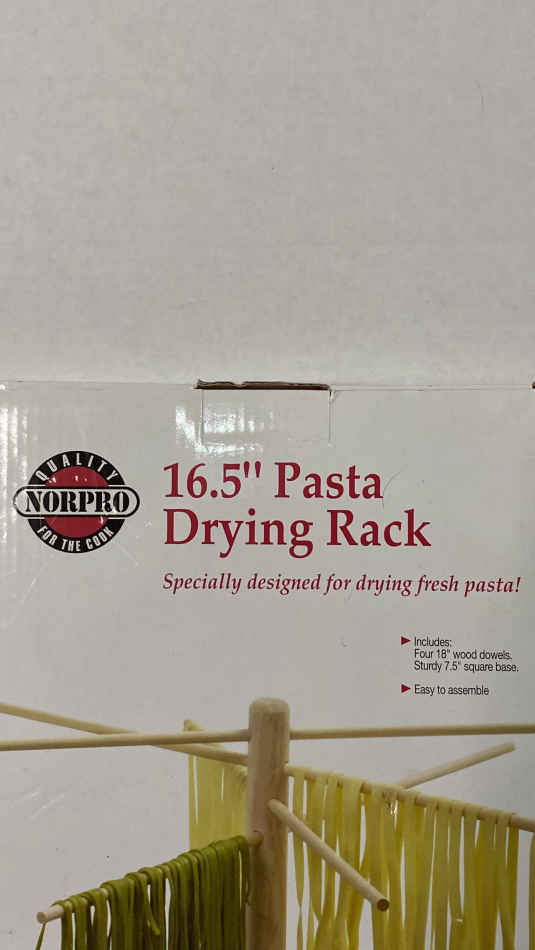 QUALITY
NORPRO
FOR THE COOK
16.5" Pasta
Drying Rack
Specially designed for drying fresh pasta!
Includes:
Four 18" wood dowels.
Sturdy 7.5" square base.
Easy to assemble